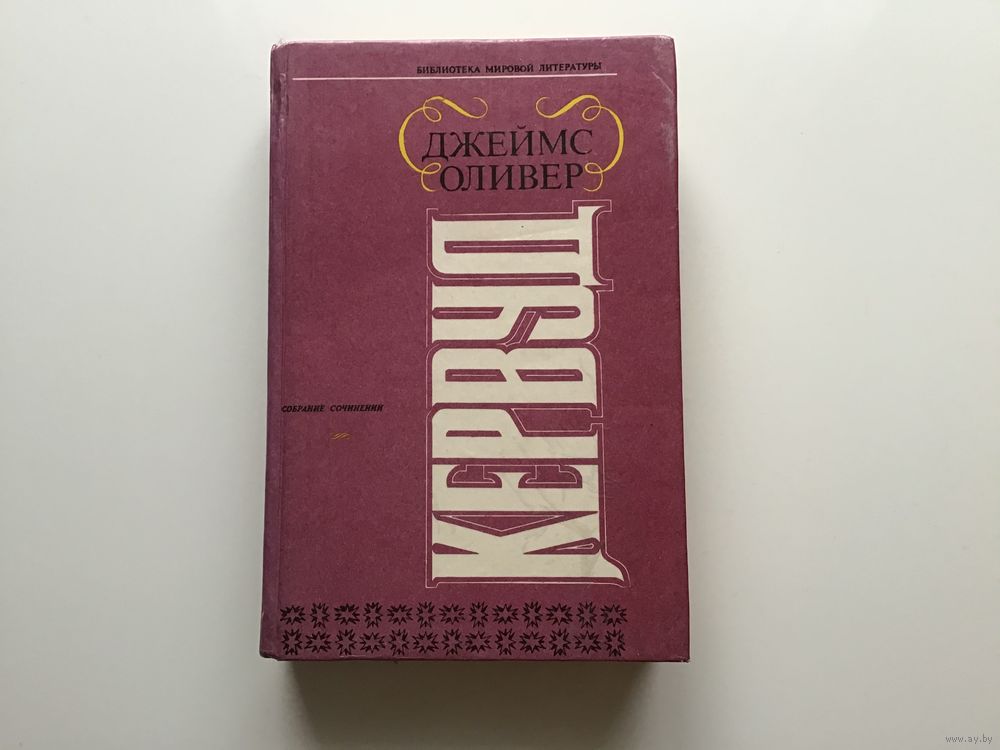 БИБЛИОТЕКА МИРОВОЙ ЛИТЕРАТУРЫ
ДЖЕЙМС
ОЛИВЕР
КЕРВУД
СОБРАНИЕ СОЧИНЕНИЙ
www.ay.by